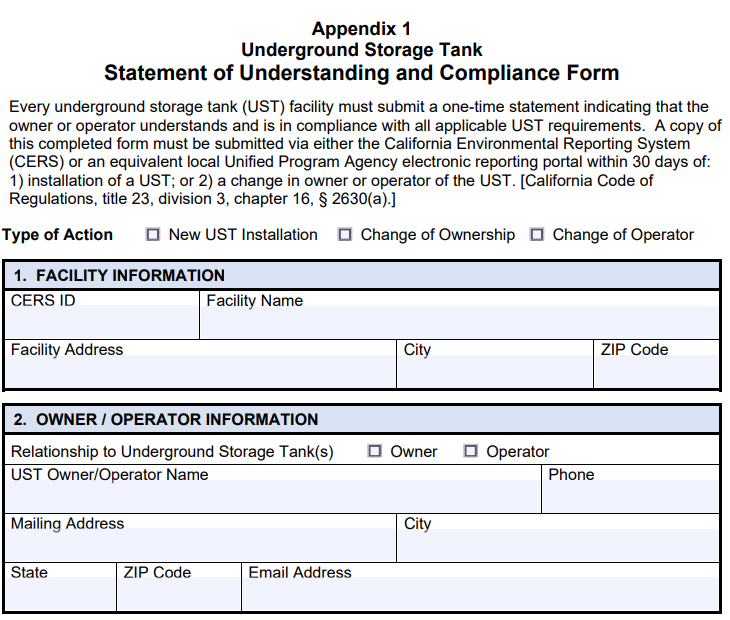 Appendix 1
Underground Storage Tank
Statement of Understanding and Compliance Form
Every underground storage tank (UST) facility must submit a one-time statement indicating that the
owner or operator understands and is in compliance with all applicable UST requirements.  A copy of
this completed form must be submitted via either the California Environmental Reporting System
(CERS) or an equivalent local Unified Program Agency electronic reporting portal within 30 days of:
1) installation of a UST; or 2) a change in owner or operator of the UST. [California Code of
Regulations, title 23, division 3, chapter 16, § 2630(a).]
Type of Action ☐ New UST Installation ☐ Change of Ownership ☐ Change of Operator
1. FACILITY INFORMATION
CERS ID Facility Name
Facility Address City ZIP Code
2. OWNER / OPERATOR INFORMATION
Relationship to Underground Storage Tank(s) ☐ Owner ☐ Operator
UST Owner/Operator Name Phone
Mailing Address City
State ZIP Code Email Address